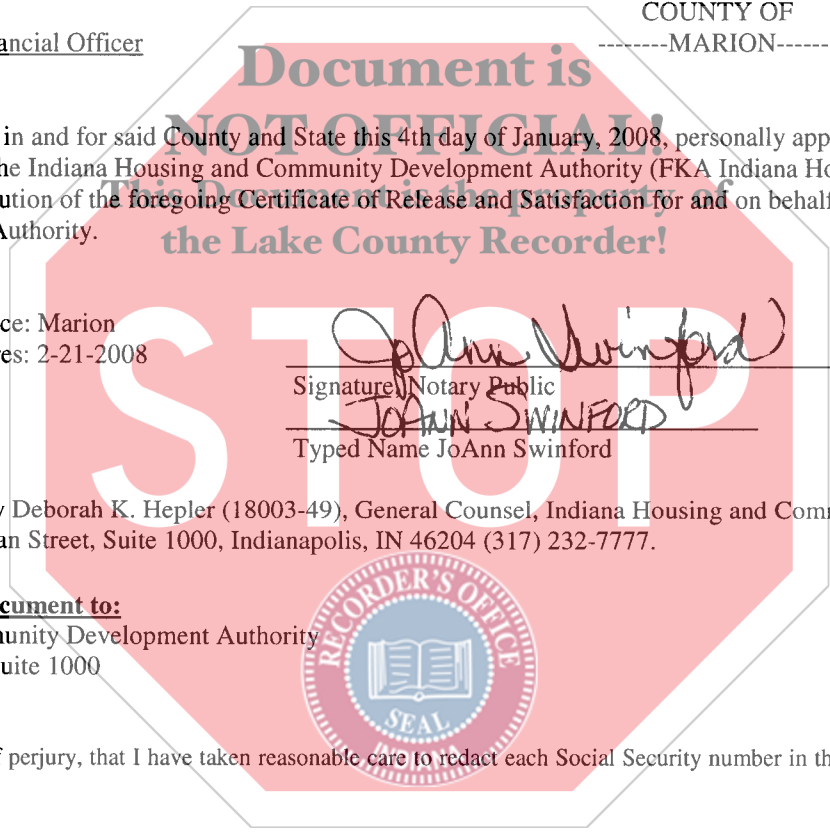 COUNTY OF
ancial Officer --------MARION------
Document is
NOT OFFICIAL!
in and for said County and State this 4th day of January, 2008, personally app
he Indiana Housing and Community Development Authority (FKA Indiana Ho
This Document is the property of
ution of the foregoing Certificate of Release and Satisfaction for and on behalf
Authority.
the Lake County Recorder!
STOP
ce: Marion
res: 2-21-2008
JoAnn Swinford
Signature, Notary Public
JOANN SWINFORD
Typed Name JoAnn Swinford
y Deborah K. Hepler (18003-49), General Counsel, Indiana Housing and Com
an Street, Suite 1000, Indianapolis, IN 46204 (317) 232-7777.
cument to:
unity Development Authority
uite 1000
RECORDER'S OFFICE
SEAL
INDIANA
f perjury, that I have taken reasonable care to redact each Social Security number in th